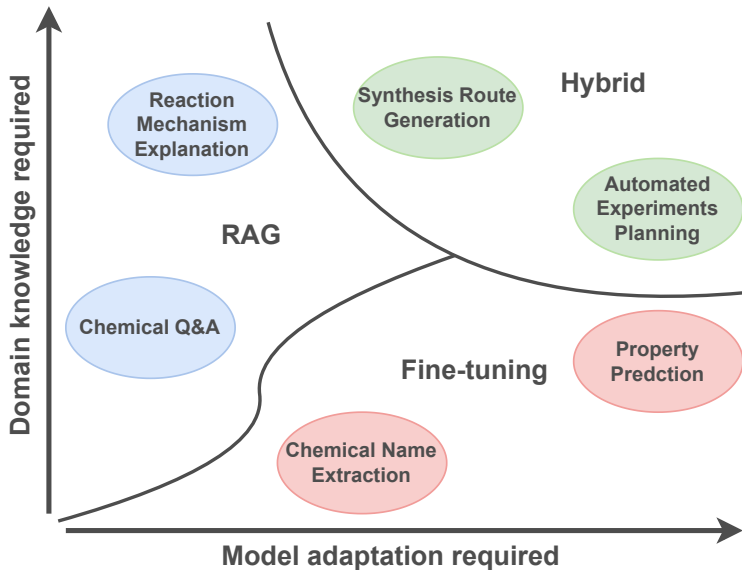 Domain knowledge required
Reaction
Mechanism
Explanation
Synthesis Route
Generation
Hybrid
Automated
Experiments
Planning
RAG
Chemical Q&A
Fine-tuning
Property
Predction
Chemical Name
Extraction
Model adaptation required